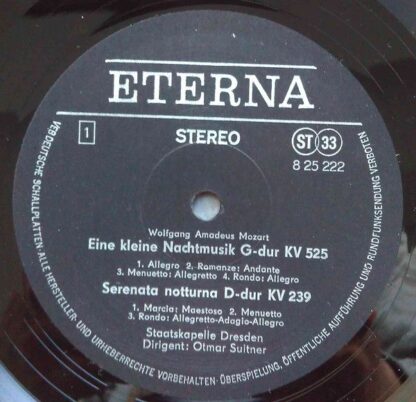 ETERNA
1
STEREO
ST 33
8 25 222
Wolfgang Amadeus Mozart
Eine kleine Nachtmusik G-dur KV 525
1. Allegro 2. Romanze: Andante
3. Menuetto: Allegretto 4. Rondo: Allegro
Serenata notturna D-dur KV 239
1. Marcia: Maestoso 2. Menuetto
3. Rondo: Allegretto-Adagio-Allegro
Staatskapelle Dresden
Dirigent: Otmar Suitner
VEB DEUTSCHE SCHALLPLATTEN·ALLE HERSTELLER- UND URHEBERRECHTE VORBEHALTEN·ÜBERSPIELUNG, ÖFFENTLICHE AUFFÜHRUNG UND RUNDFUNKSENDUNG VERBOTEN